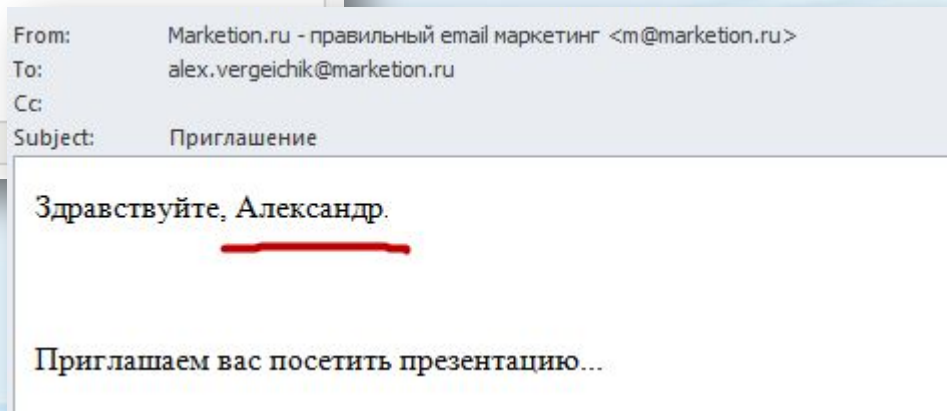 From: Marketion.ru - правильный email маркетинг <m@marketion.ru>
To: alex.vergeichik@marketion.ru
Cc:
Subject: Приглашение
Здравствуйте, Александр.
Приглашаем вас посетить презентацию...